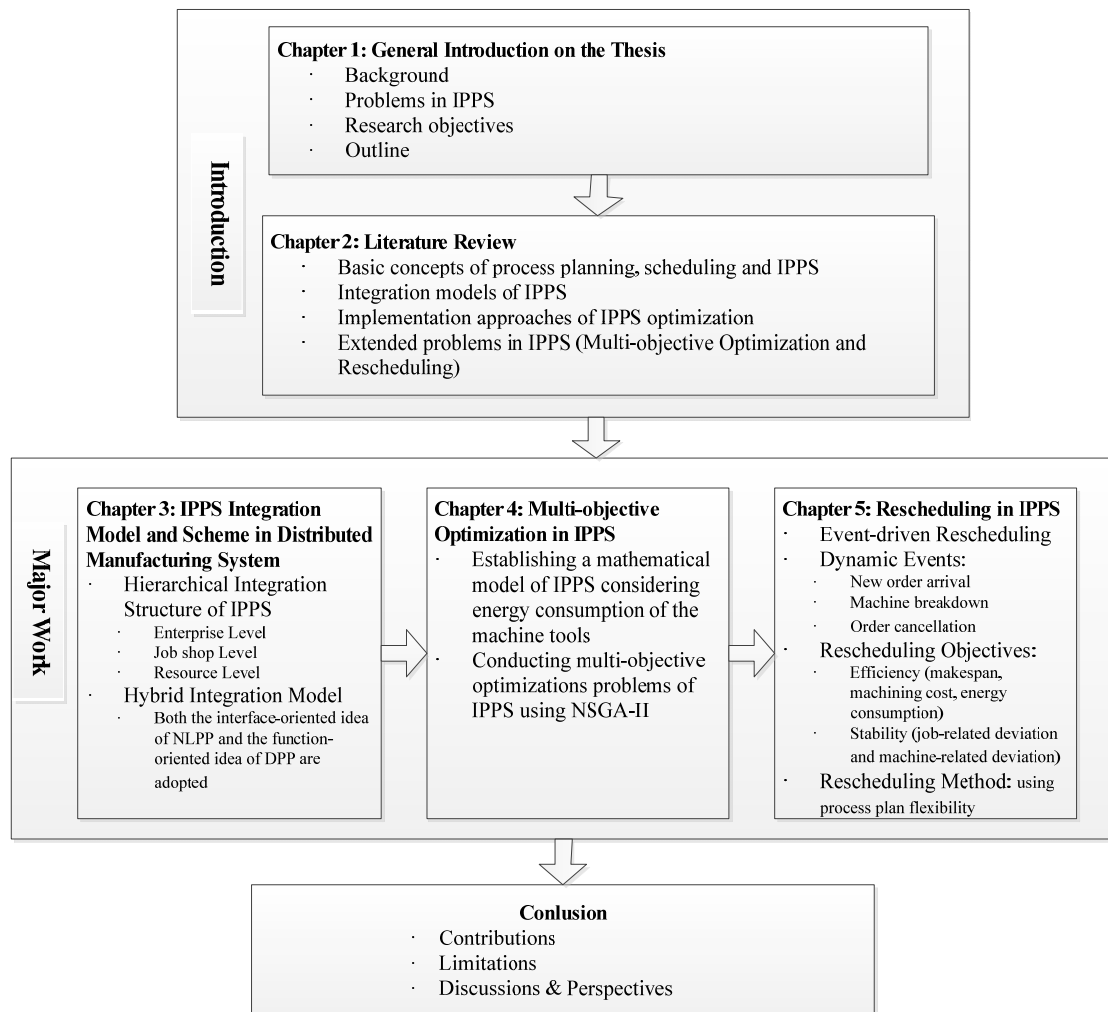 Introduction
Chapter 1: General Introduction on the Thesis
· Background
· Problems in IPPS
· Research objectives
· Outline
Chapter 2: Literature Review
· Basic concepts of process planning, scheduling and IPPS
· Integration models of IPPS
· Implementation approaches of IPPS optimization
· Extended problems in IPPS (Multi-objective Optimization and
Rescheduling)
Major Work
Chapter 3: IPPS Integration
Model and Scheme in Distributed
Manufacturing System
· Hierarchical Integration
Structure of IPPS
· Enterprise Level
· Job shop Level
· Resource Level
· Hybrid Integration Model
· Both the interface-oriented idea
of NLPP and the function-
oriented idea of DPP are
adopted
Chapter 4: Multi-objective
Optimization in IPPS
· Establishing a mathematical
model of IPPS considering
energy consumption of the
machine tools
· Conducting multi-objective
optimizations problems of
IPPS using NSGA-II
Chapter 5: Rescheduling in IPPS
· Event-driven Rescheduling
· Dynamic Events:
· New order arrival
· Machine breakdown
· Order cancellation
· Rescheduling Objectives:
· Efficiency (makespan,
machining cost, energy
consumption)
· Stability (job-related deviation
and machine-related deviation)
· Rescheduling Method: using
process plan flexibility
Conlusion
· Contributions
· Limitations
· Discussions & Perspectives